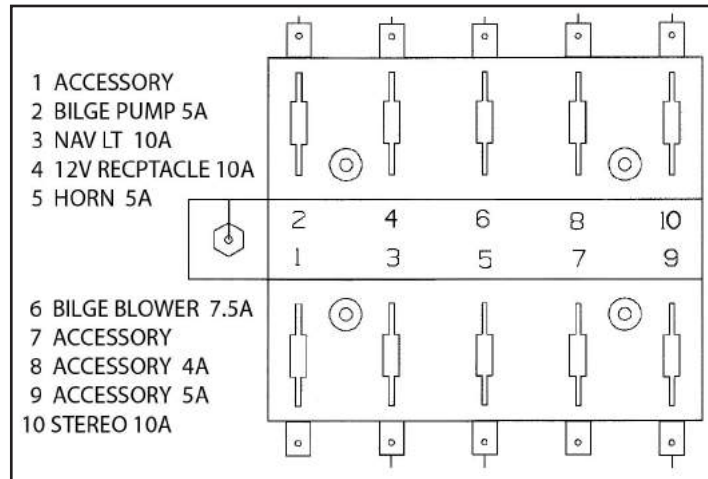 1 ACCESSORY
2 BILGE PUMP 5A
3 NAV LT 10A
4 12V RECPTACLE 10A
5 HORN 5A
2 4 6 8 10
1 3 5 7 9
6 BILGE BLOWER 7.5A
7 ACCESSORY
8 ACCESSORY 4A
9 ACCESSORY 5A
10 STEREO 10A